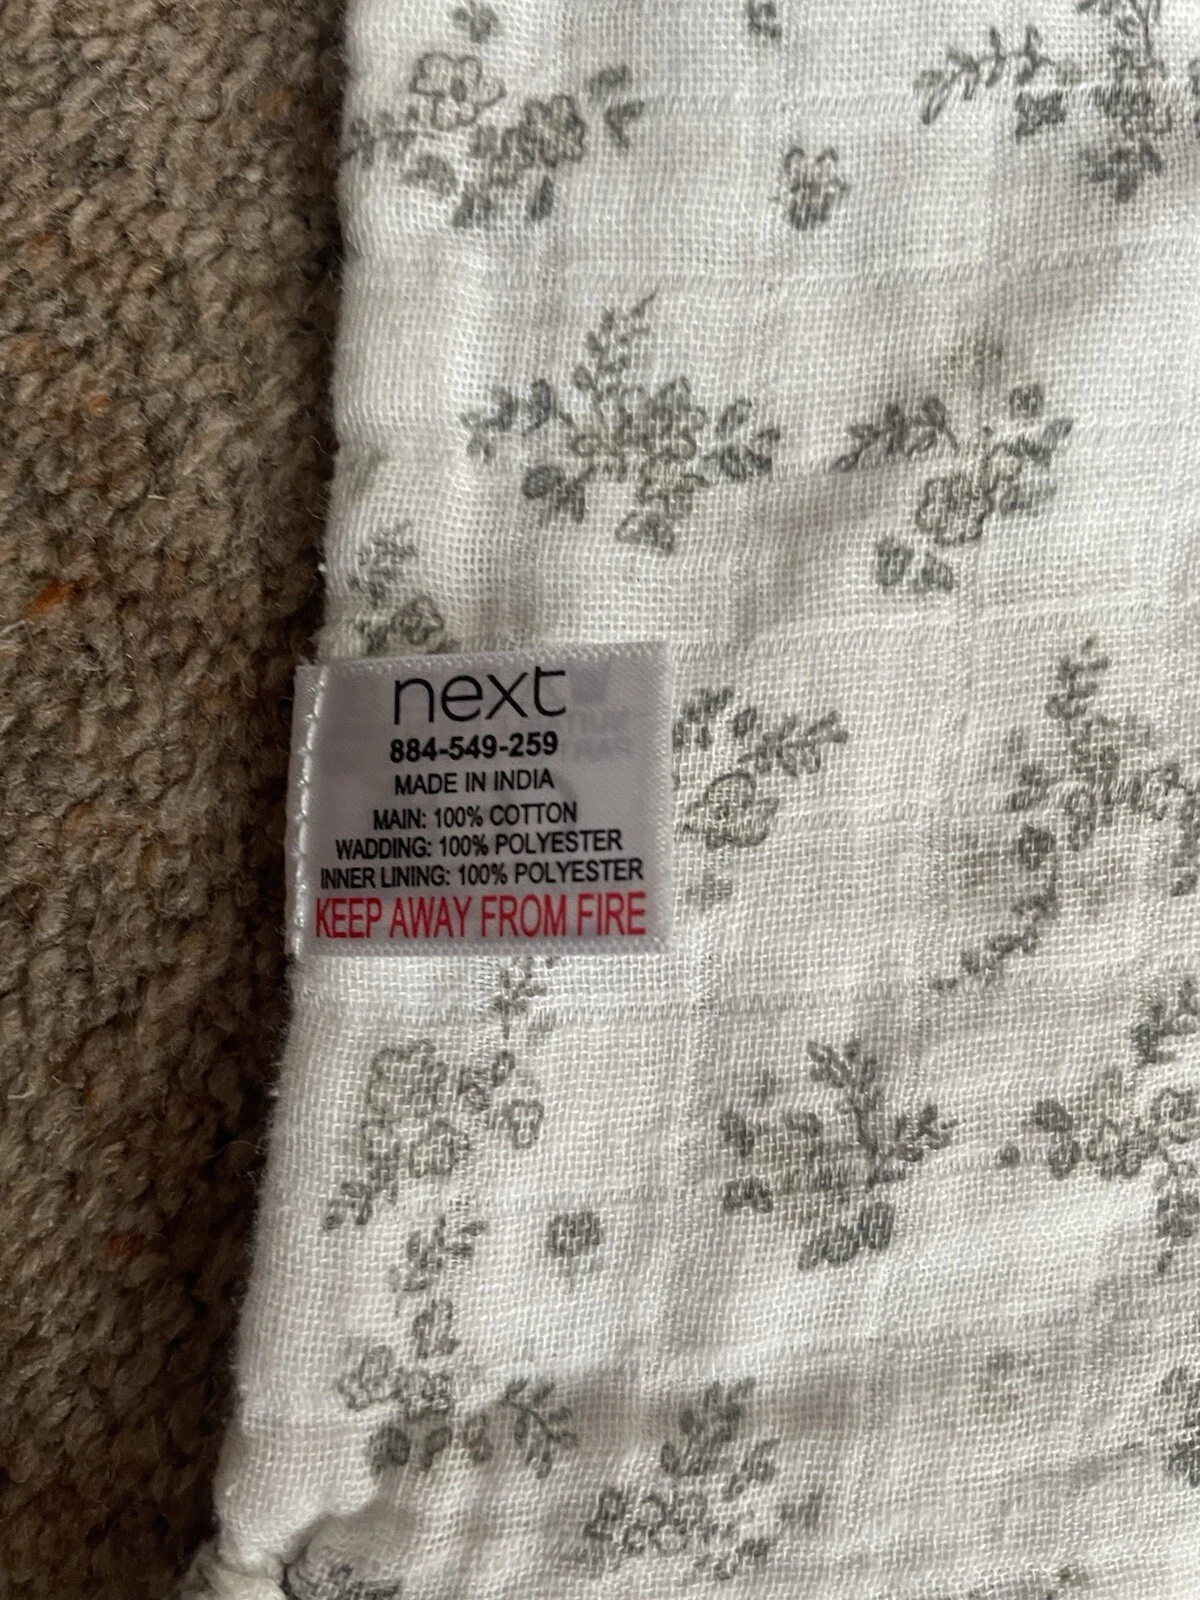 next
884-549-259
MADE IN INDIA
MAIN: 100% COTTON
WADDING: 100% POLYESTER
INNER LINING: 100% POLYESTER
KEEP AWAY FROM FIRE